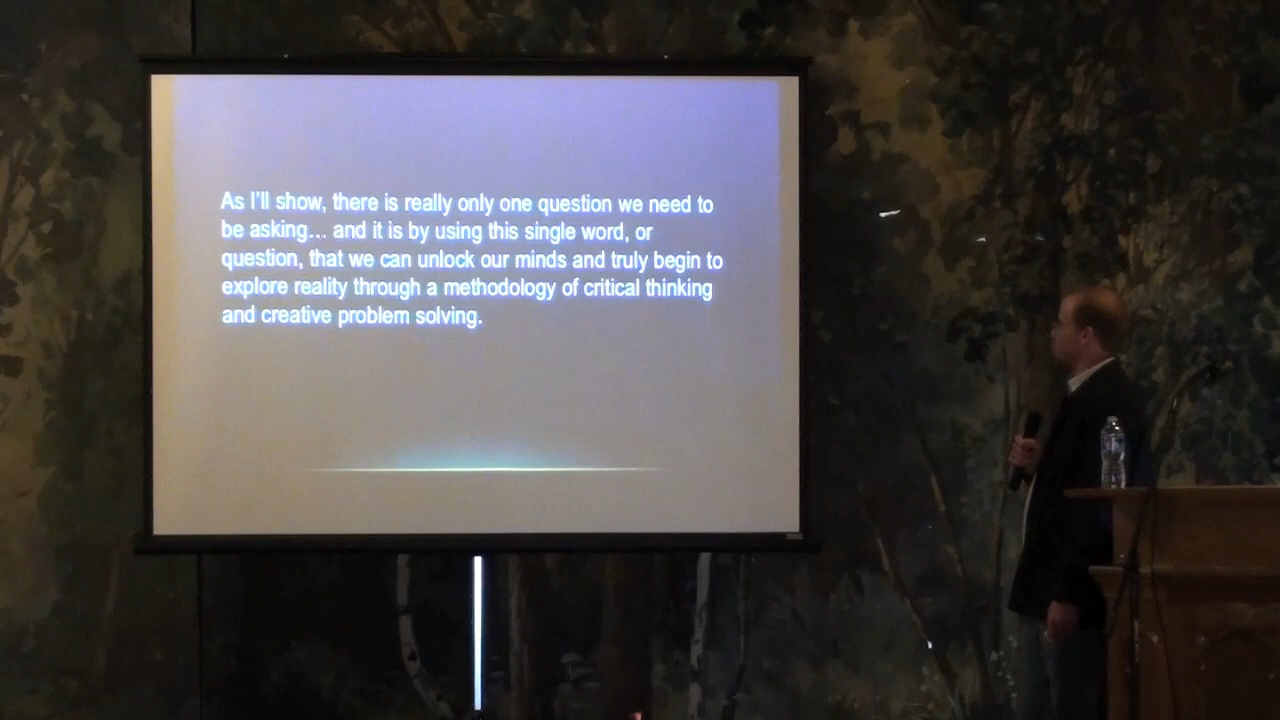 As I'll show, there is really only one question we need to
be asking... and it is by using this single word, or
question, that we can unlock our minds and truly begin to
explore reality through a methodology of critical thinking
and creative problem solving.